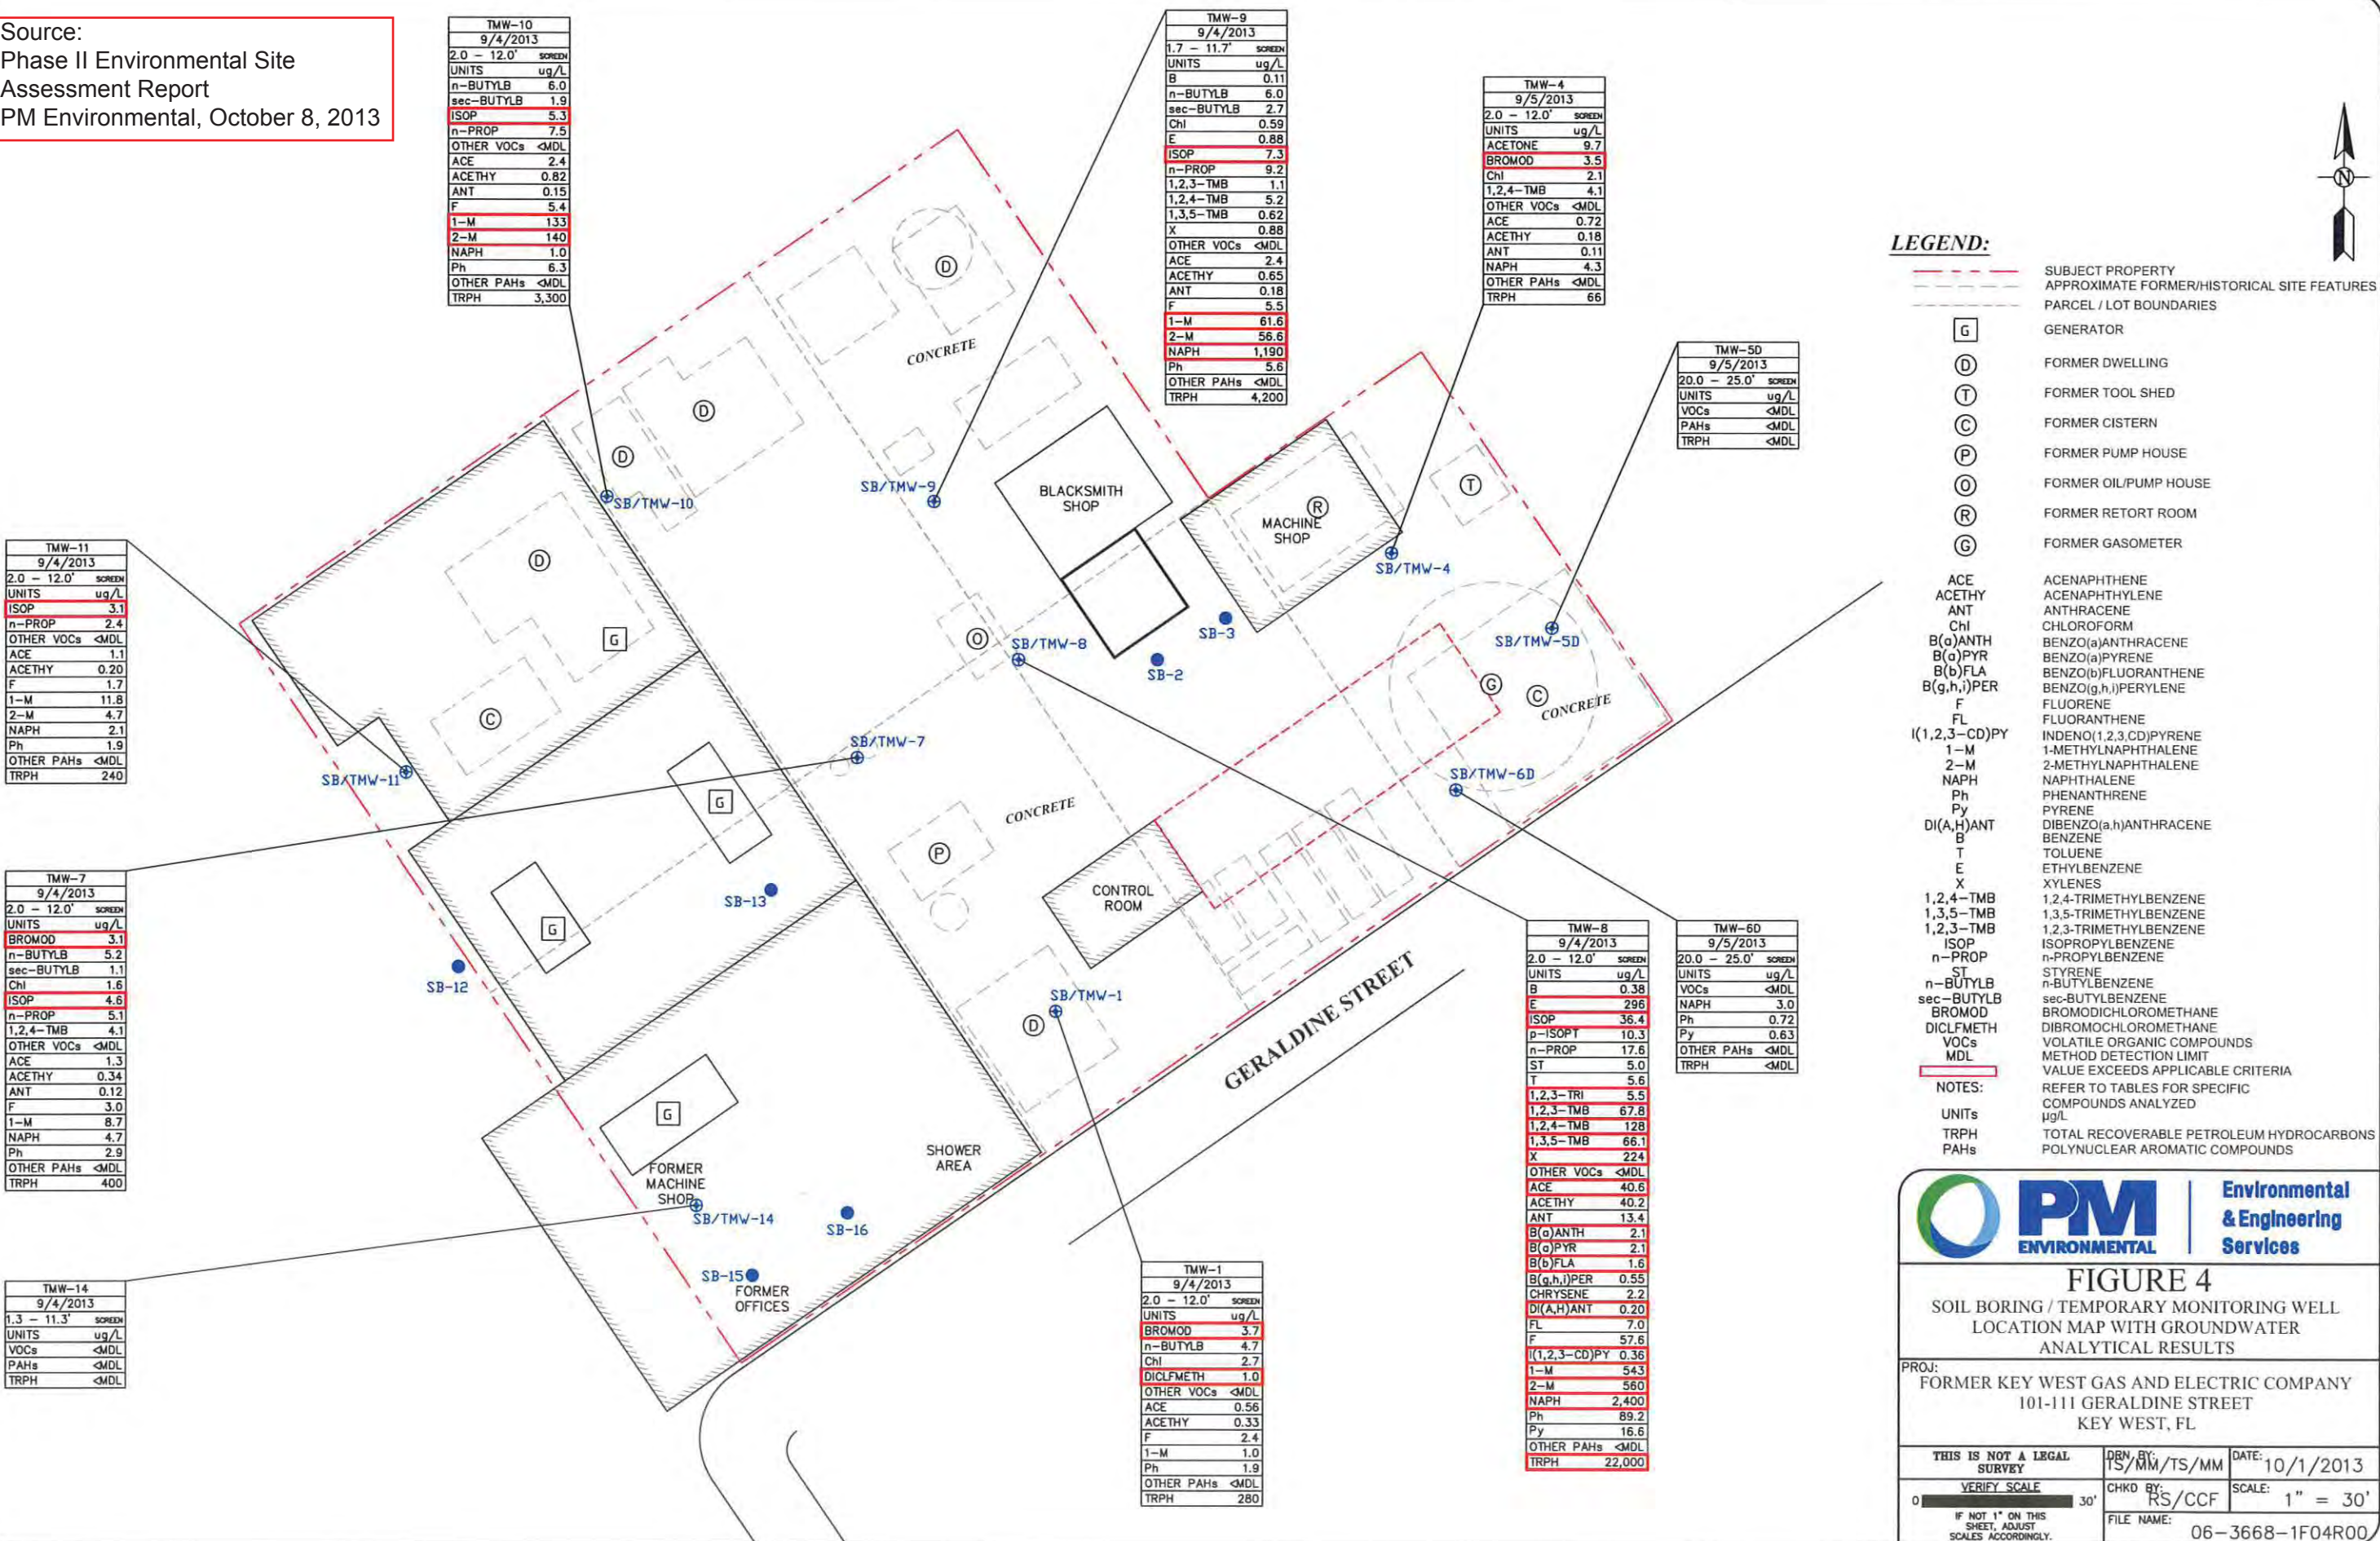 Source:
Phase II Environmental Site
Assessment Report
PM Environmental, October 8, 2013
TMW-10
9/4/2013
2.0 - 12.0' SCREEN
UNITS ug/L
n-BUTYLB 6.0
sec-BUTYLB 1.9
ISOP 5.3
n-PROP 7.5
OTHER VOCs <MDL
ACE 2.4
ACETHY 0.82
ANT 0.15
F 5.4
1-M 133
2-M 140
NAPH 1.0
Ph 6.3
OTHER PAHs <MDL
TRPH 3,300
TMW-9
9/4/2013
1.7 - 11.7' SCREEN
UNITS ug/L
B 0.11
n-BUTYLB 6.0
sec-BUTYLB 2.7
Chl 0.59
E 0.88
ISOP 7.3
n-PROP 9.2
1,2,3-TMB 1.1
1,2,4-TMB 5.2
1,3,5-TMB 0.62
X 0.88
OTHER VOCs <MDL
ACE 2.4
ACETHY 0.65
ANT 0.18
F 5.5
1-M 61.6
2-M 56.6
NAPH 1,190
Ph 5.6
OTHER PAHs <MDL
TRPH 4,200
TMW-4
9/5/2013
2.0 - 12.0' SCREEN
UNITS ug/L
ACETONE 9.7
BROMOD 3.5
Chl 2.1
1,2,4-TMB 4.1
OTHER VOCs <MDL
ACE 0.72
ACETHY 0.18
ANT 0.11
NAPH 4.3
OTHER PAHs <MDL
TRPH 66
TMW-5D
9/5/2013
20.0 - 25.0' SCREEN
UNITS ug/L
VOCs <MDL
PAHs <MDL
TRPH <MDL
TMW-11
9/4/2013
2.0 - 12.0' SCREEN
UNITS ug/L
ISOP 3.1
n-PROP 2.4
OTHER VOCs <MDL
ACE 1.1
ACETHY 0.20
F 1.7
1-M 11.8
2-M 4.7
NAPH 2.1
Ph 1.9
OTHER PAHs <MDL
TRPH 240
TMW-7
9/4/2013
2.0 - 12.0' SCREEN
UNITS ug/L
BROMOD 3.1
n-BUTYLB 5.2
sec-BUTYLB 1.1
Chl 1.6
ISOP 4.6
n-PROP 5.1
1,2,4-TMB 4.1
OTHER VOCs <MDL
ACE 1.3
ACETHY 0.34
ANT 0.12
F 3.0
1-M 8.7
NAPH 4.7
Ph 2.9
OTHER PAHs <MDL
TRPH 400
TMW-14
9/4/2013
1.3 - 11.3' SCREEN
UNITS ug/L
VOCs <MDL
PAHs <MDL
TRPH <MDL
TMW-1
9/4/2013
2.0 - 12.0' SCREEN
UNITS ug/L
BROMOD 3.7
n-BUTYLB 4.7
Chl 2.7
DICLFMETH 1.0
OTHER VOCs <MDL
ACE 0.56
ACETHY 0.33
F 2.4
1-M 1.0
Ph 1.9
OTHER PAHs <MDL
TRPH 280
TMW-8
9/4/2013
2.0 - 12.0' SCREEN
UNITS ug/L
B 0.38
E 296
ISOP 36.4
p-ISOPT 10.3
n-PROP 17.6
ST 5.0
T 5.6
1,2,3-TRI 5.5
1,2,3-TMB 67.8
1,2,4-TMB 128
1,3,5-TMB 66.1
X 224
OTHER VOCs <MDL
ACE 40.6
ACETHY 40.2
ANT 13.4
B(a)ANTH 2.1
B(a)PYR 2.1
B(b)FLA 1.6
B(g,h,i)PER 0.55
CHRYSENE 2.2
DI(A,H)ANT 0.20
FL 7.0
F 57.6
I(1,2,3-CD)PY 0.36
1-M 543
2-M 560
NAPH 2,400
Ph 89.2
Py 16.6
OTHER PAHs <MDL
TRPH 22,000
TMW-6D
9/5/2013
20.0 - 25.0' SCREEN
UNITS ug/L
VOCs <MDL
NAPH 3.0
Ph 0.72
Py 0.63
OTHER PAHs <MDL
TRPH <MDL
D
CONCRETE
D
D
SB/TMW-10
SB/TMW-9
BLACKSMITH
SHOP
R
MACHINE
SHOP
T
SB/TMW-4
D
G
C
SB/TMW-11
O
SB/TMW-8
SB-3
SB-2
SB/TMW-5D
G
C
CONCRETE
SB/TMW-7
SB/TMW-6D
G
CONCRETE
P
CONTROL
ROOM
SB-13
G
SB-12
SB/TMW-1
D
GERALDINE STREET
G
FORMER
MACHINE
SHOP
SHOWER
AREA
SB/TMW-14
SB-16
SB-15
FORMER
OFFICES
N
LEGEND:
SUBJECT PROPERTY
APPROXIMATE FORMER/HISTORICAL SITE FEATURES
PARCEL / LOT BOUNDARIES
G GENERATOR
D FORMER DWELLING
T FORMER TOOL SHED
C FORMER CISTERN
P FORMER PUMP HOUSE
O FORMER OIL/PUMP HOUSE
R FORMER RETORT ROOM
G FORMER GASOMETER
ACE ACENAPHTHENE
ACETHY ACENAPHTHYLENE
ANT ANTHRACENE
Chl CHLOROFORM
B(a)ANTH BENZO(a)ANTHRACENE
B(a)PYR BENZO(a)PYRENE
B(b)FLA BENZO(b)FLUORANTHENE
B(g,h,i)PER BENZO(g,h,i)PERYLENE
F FLUORENE
FL FLUORANTHENE
I(1,2,3-CD)PY INDENO(1,2,3,CD)PYRENE
1-M 1-METHYLNAPHTHALENE
2-M 2-METHYLNAPHTHALENE
NAPH NAPHTHALENE
Ph PHENANTHRENE
Py PYRENE
DI(A,H)ANT DIBENZO(a,h)ANTHRACENE
B BENZENE
T TOLUENE
E ETHYLBENZENE
X XYLENES
1,2,4-TMB 1,2,4-TRIMETHYLBENZENE
1,3,5-TMB 1,3,5-TRIMETHYLBENZENE
1,2,3-TMB 1,2,3-TRIMETHYLBENZENE
ISOP ISOPROPYLBENZENE
n-PROP n-PROPYLBENZENE
ST STYRENE
n-BUTYLB n-BUTYLBENZENE
sec-BUTYLB sec-BUTYLBENZENE
BROMOD BROMODICHLOROMETHANE
DICLFMETH DIBROMOCHLOROMETHANE
VOCs VOLATILE ORGANIC COMPOUNDS
MDL METHOD DETECTION LIMIT
VALUE EXCEEDS APPLICABLE CRITERIA
NOTES: REFER TO TABLES FOR SPECIFIC
COMPOUNDS ANALYZED
UNITs µg/L
TRPH TOTAL RECOVERABLE PETROLEUM HYDROCARBONS
PAHs POLYNUCLEAR AROMATIC COMPOUNDS
PM
ENVIRONMENTAL
Environmental
& Engineering
Services
FIGURE 4
SOIL BORING / TEMPORARY MONITORING WELL
LOCATION MAP WITH GROUNDWATER
ANALYTICAL RESULTS
PROJ:
FORMER KEY WEST GAS AND ELECTRIC COMPANY
101-111 GERALDINE STREET
KEY WEST, FL
THIS IS NOT A LEGAL
SURVEY
DRN BY: TS/MM/TS/MM
DATE: 10/1/2013
VERIFY SCALE
0 30'
IF NOT 1" ON THIS
SHEET, ADJUST
SCALES ACCORDINGLY.
CHKD BY: RS/CCF
SCALE: 1" = 30'
FILE NAME: 06-3668-1F04R00